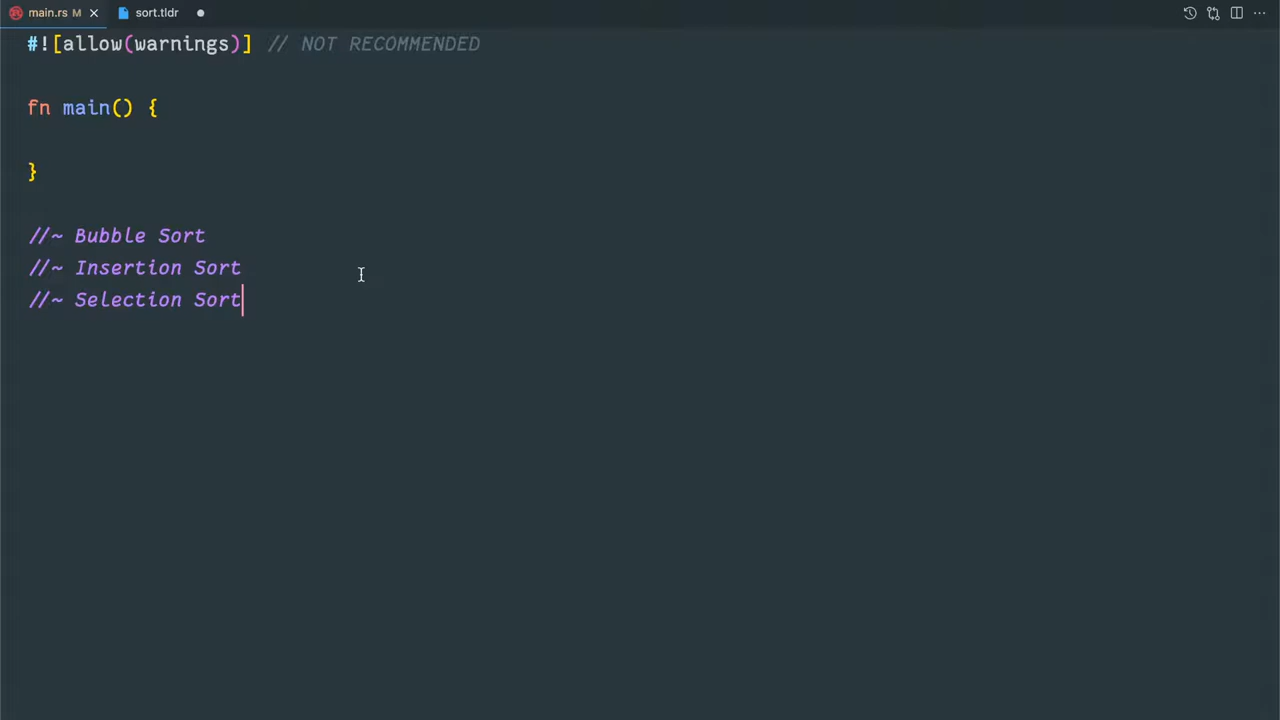 main.rs M
sort.tldr
#![allow(warnings)] // NOT RECOMMENDED
fn main() {
}
//~ Bubble Sort
//~ Insertion Sort
//~ Selection Sort